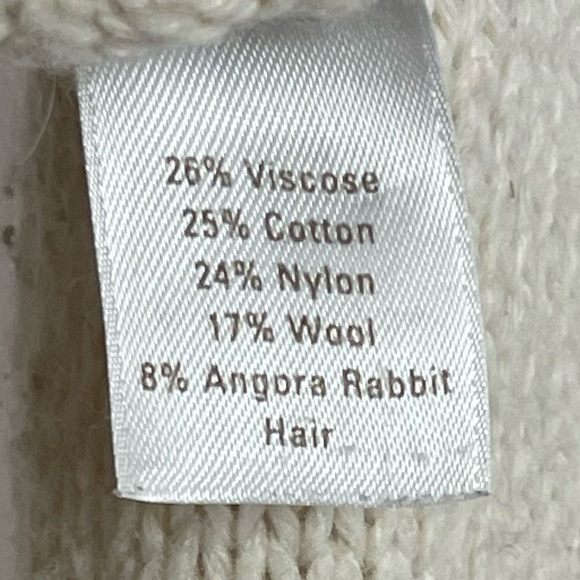 26% Viscose
25% Cotton
24% Nylon
17% Wool
8% Angora Rabbit
Hair